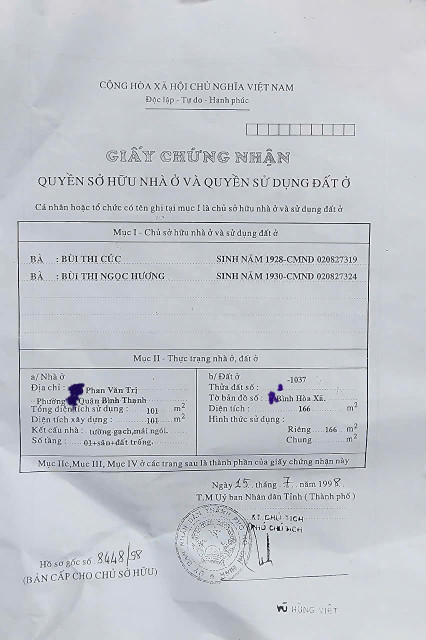 CỘNG HÒA XÃ HỘI CHỦ NGHĨA VIỆT NAM
Độc lập - Tự do - Hạnh phúc
GIẤY CHỨNG NHẬN
QUYỀN SỞ HỮU NHÀ Ở VÀ QUYỀN SỬ DỤNG ĐẤT Ở
Cá nhân hoặc tổ chức có tên ghi tại mục I là chủ sở hữu nhà ở và sử dụng đất ở
Mục I - Chủ sở hữu nhà ở và sử dụng đất ở
BÀ : BÙI THỊ CÚC SINH NĂM 1928-CMND 020827319
BÀ : BÙI THỊ NGỌC HƯƠNG SINH NĂM 1930-CMND 020827324
Mục II - Thực trạng nhà ở, đất ở
a/ Nhà ở
Địa chỉ : Phan Văn Trị
Phường Quận Bình Thạnh
Tổng diện tích sử dụng : 101 m2
Diện tích xây dựng : 101 m2
Kết cấu nhà : tường gạch, mái ngói.
Số tầng : 01+sân+đất trống.
b/ Đất ở
Thửa đất số : -1037
Tờ bản đồ số : Bình Hòa Xã.
Diện tích : 166 m2
Hình thức sử dụng :
Riêng 166 m2
Chung m2
Mục IIc, Mục III, Mục IV ở các trang sau là thành phần của giấy chứng nhận này
Ngày 15 tháng 7 năm 1998
T.M Uỷ ban Nhân dân Tỉnh ( Thành phố )
KT. CHỦ TỊCH
PHÓ CHỦ TỊCH
Hồ sơ gốc số 8448/98
(BẢN CẤP CHO CHỦ SỞ HỮU)
VŨ HÙNG VIỆT